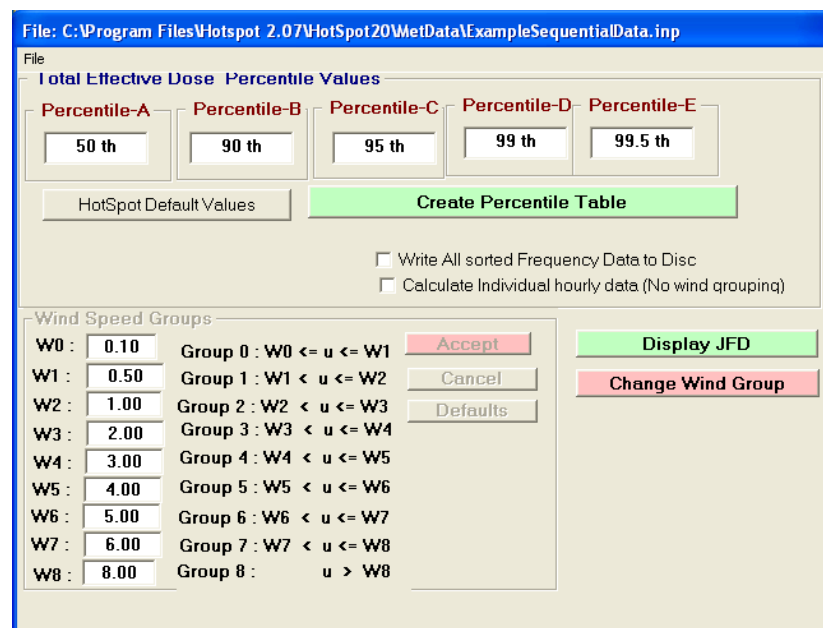 File: C:\Program Files\Hotspot 2.07\HotSpot20\MetData\ExampleSequentialData.inp
File
Total Effective Dose Percentile Values
Percentile-A Percentile-B Percentile-C Percentile-D Percentile-E
50 th 90 th 95 th 99 th 99.5 th
HotSpot Default Values Create Percentile Table
Write All sorted Frequency Data to Disc
Calculate Individual hourly data (No wind grouping)
Wind Speed Groups
W0 : 0.10 Group 0 : W0 <= u <= W1 Accept Display JFD
W1 : 0.50 Group 1 : W1 < u <= W2 Cancel Change Wind Group
W2 : 1.00 Group 2 : W2 < u <= W3 Defaults
W3 : 2.00 Group 3 : W3 < u <= W4
W4 : 3.00 Group 4 : W4 < u <= W5
W5 : 4.00 Group 5 : W5 < u <= W6
W6 : 5.00 Group 6 : W6 < u <= W7
W7 : 6.00 Group 7 : W7 < u <= W8
W8 : 8.00 Group 8 : u > W8